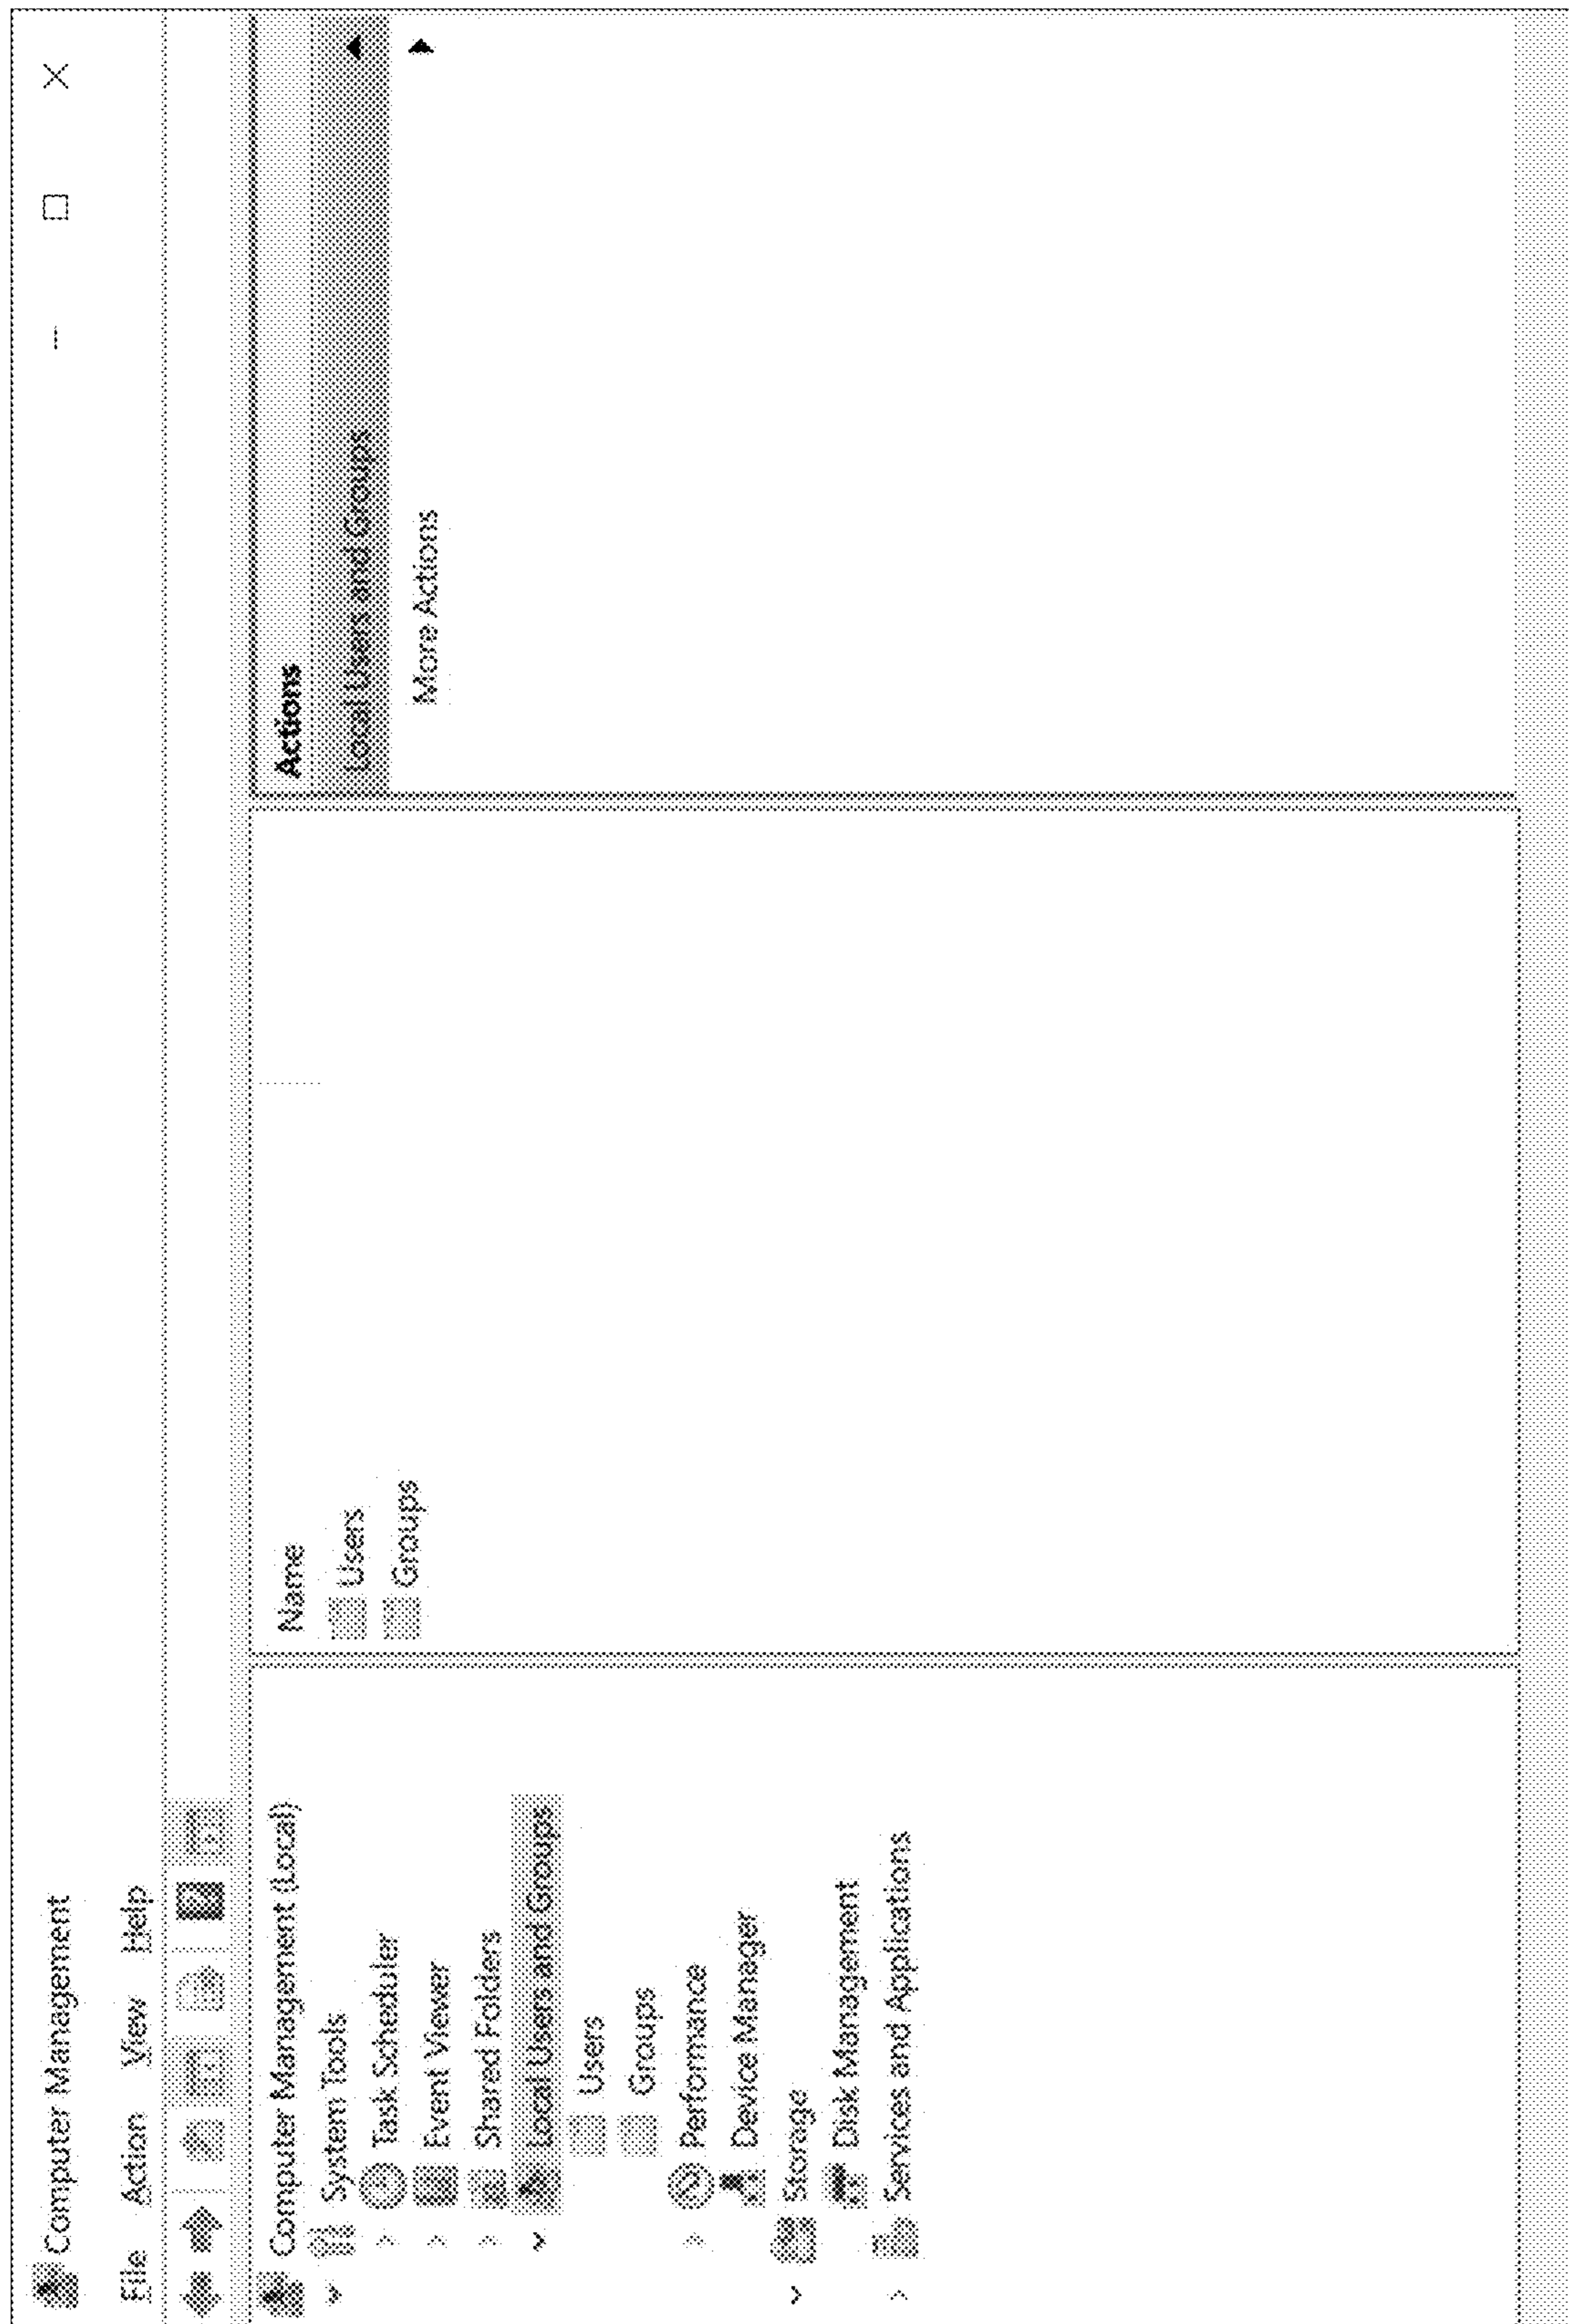 Computer Management
File Action View Help
Computer Management (Local)
System Tools
Task Scheduler
Event Viewer
Shared Folders
Local Users and Groups
Users
Groups
Performance
Device Manager
Storage
Disk Management
Services and Applications
Name
Users
Groups
Actions
Local Users and Groups
More Actions